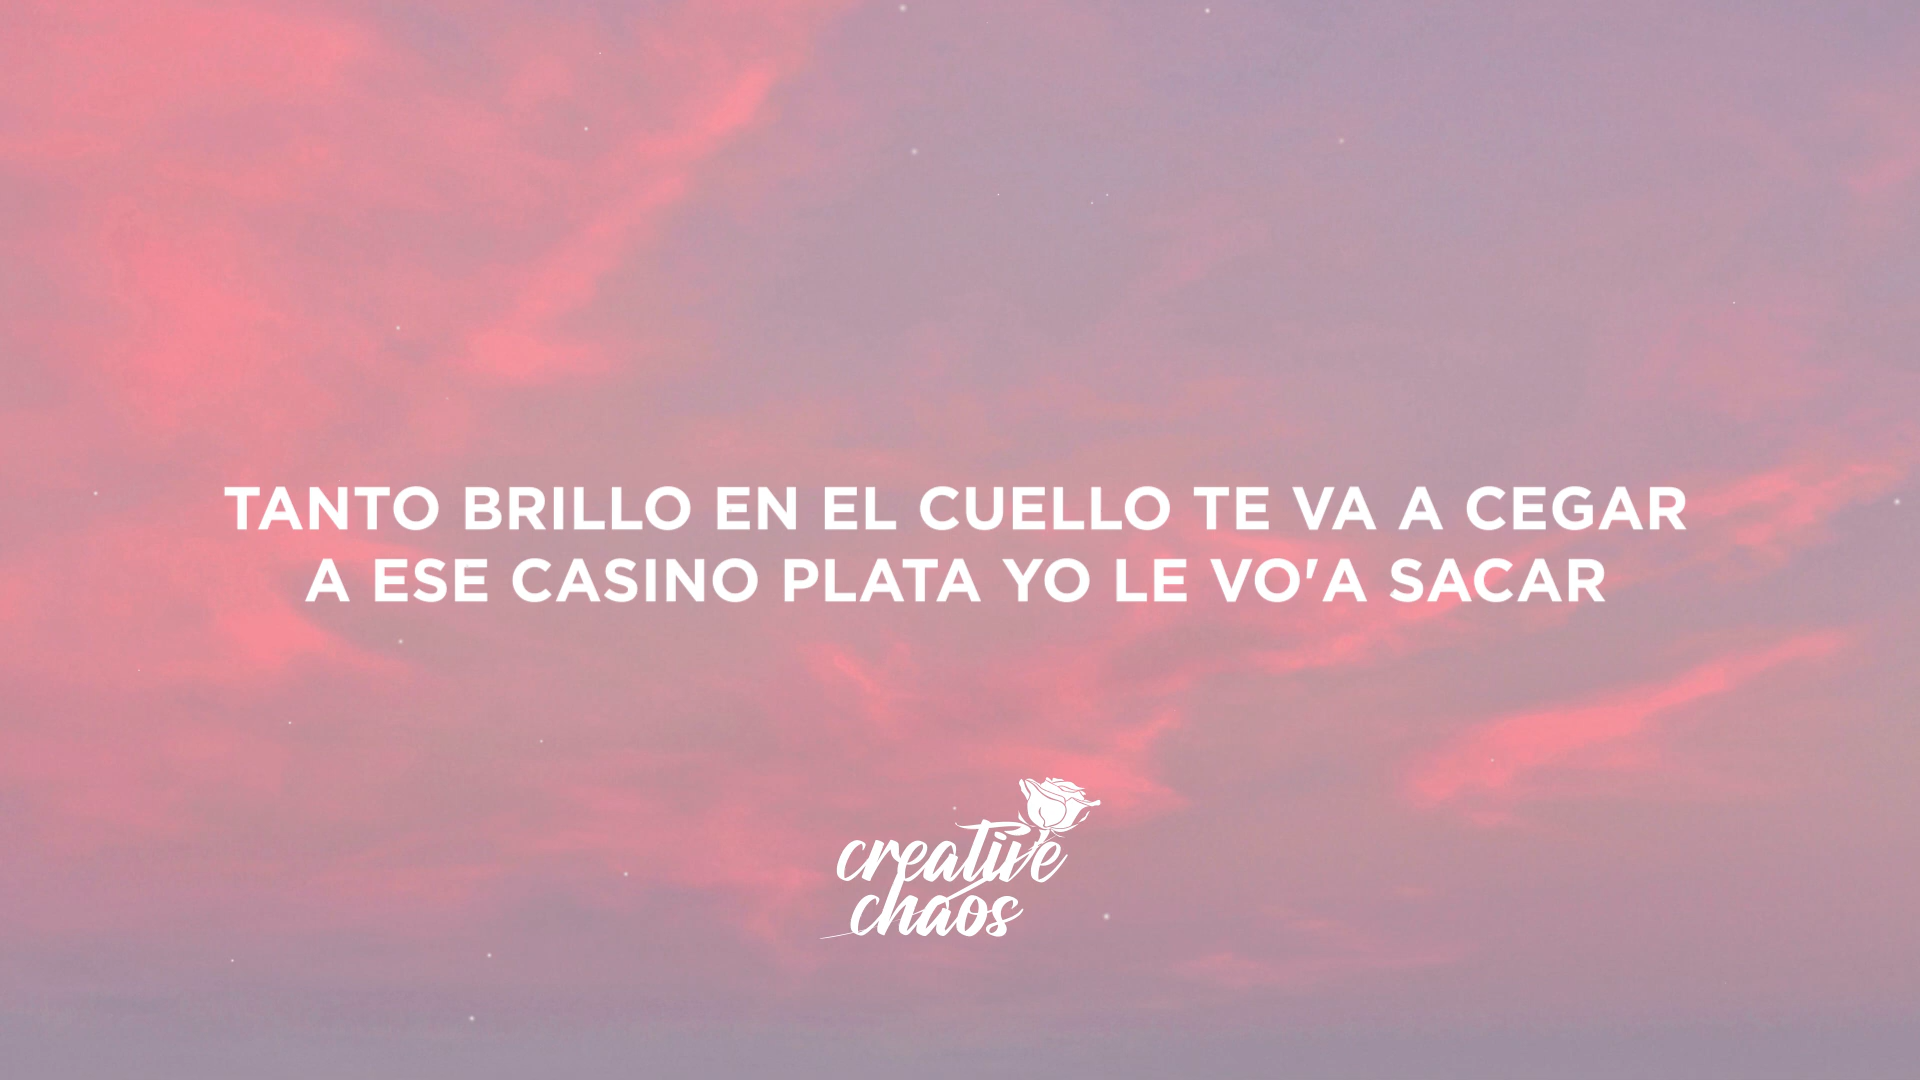 TANTO BRILLO EN EL CUELLO TE VA A CEGAR
A ESE CASINO PLATA YO LE VO'A SACAR
creative
chaos